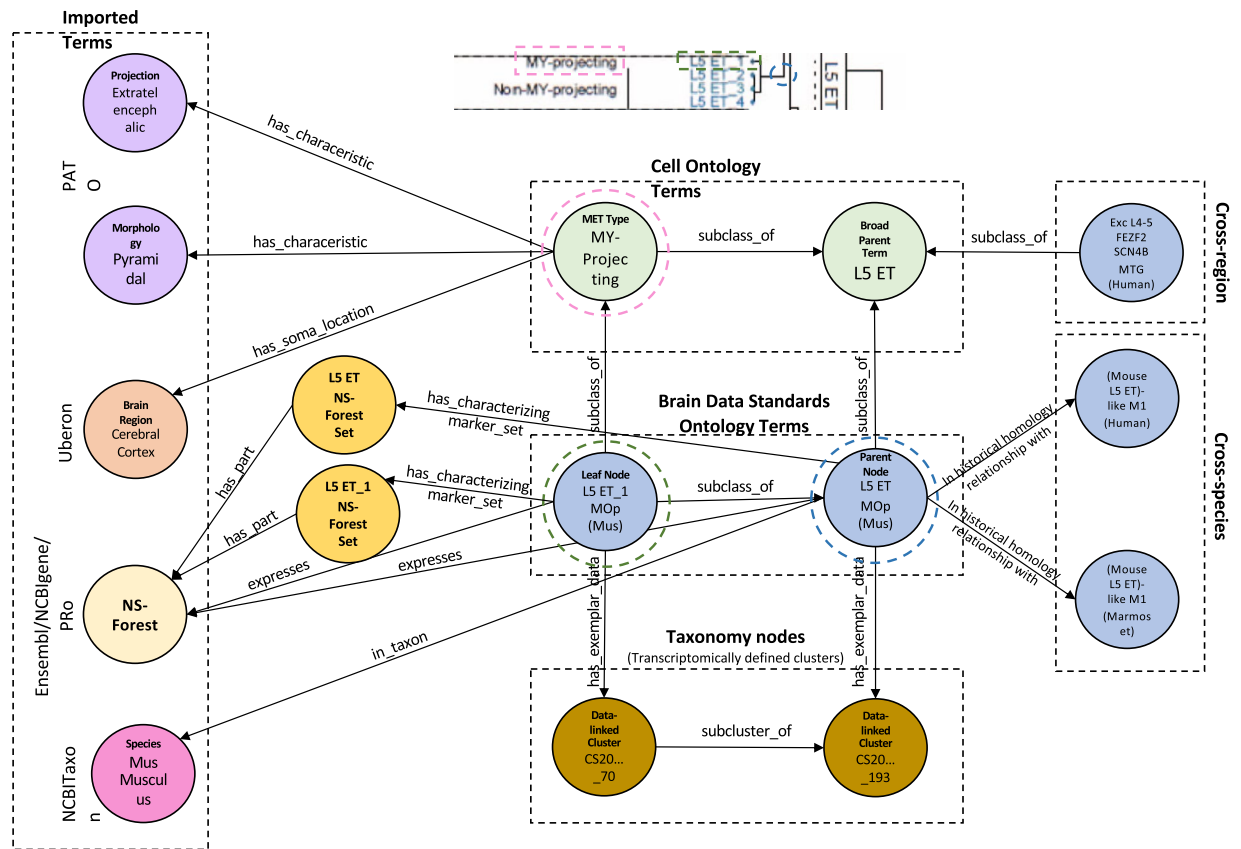 Imported
Terms
Projection
Extratel
enceph
alic
PAT
O
Morpholo
gy
Pyrami
dal
Brain
Region
Cerebral
Cortex
Uberon
NS-
Forest
Ensembl/NCBIgene/
PRo
Species
Mus
Muscul
us
NCBITaxo
n
MY-projecting
Non-MY-projecting
L5 ET_1
L5 ET_2
L5 ET_3
L5 ET_4
L5 ET
has_characeristic
has_characeristic
has_soma_location
L5 ET
NS-
Forest
Set
L5 ET_1
NS-
Forest
Set
has_part
has_part
has_characterizing
marker_set
has_characterizing
marker_set
expresses
expresses
in_taxon
Cell Ontology
Terms
MET Type
MY-
Projec
ting
subclass_of
Broad
Parent
Term
L5 ET
subclass_of
subclass_of
subclass_of
Brain Data Standards
Ontology Terms
Leaf Node
L5 ET_1
MOp
(Mus)
subclass_of
Parent
Node
L5 ET
MOp
(Mus)
has_exemplar_data
has_exemplar_data
Taxonomy nodes
(Transcriptomically defined clusters)
Data-
linked
Cluster
CS20...
_70
subcluster_of
Data-
linked
Cluster
CS20...
_193
Exc L4-5
FEZF2
SCN4B
MTG
(Human)
Cross-region
In historical homology
relationship with
In historical homology
relationship with
(Mouse
L5 ET)-
like M1
(Human)
(Mouse
L5 ET)-
like M1
(Marmos
et)
Cross-species